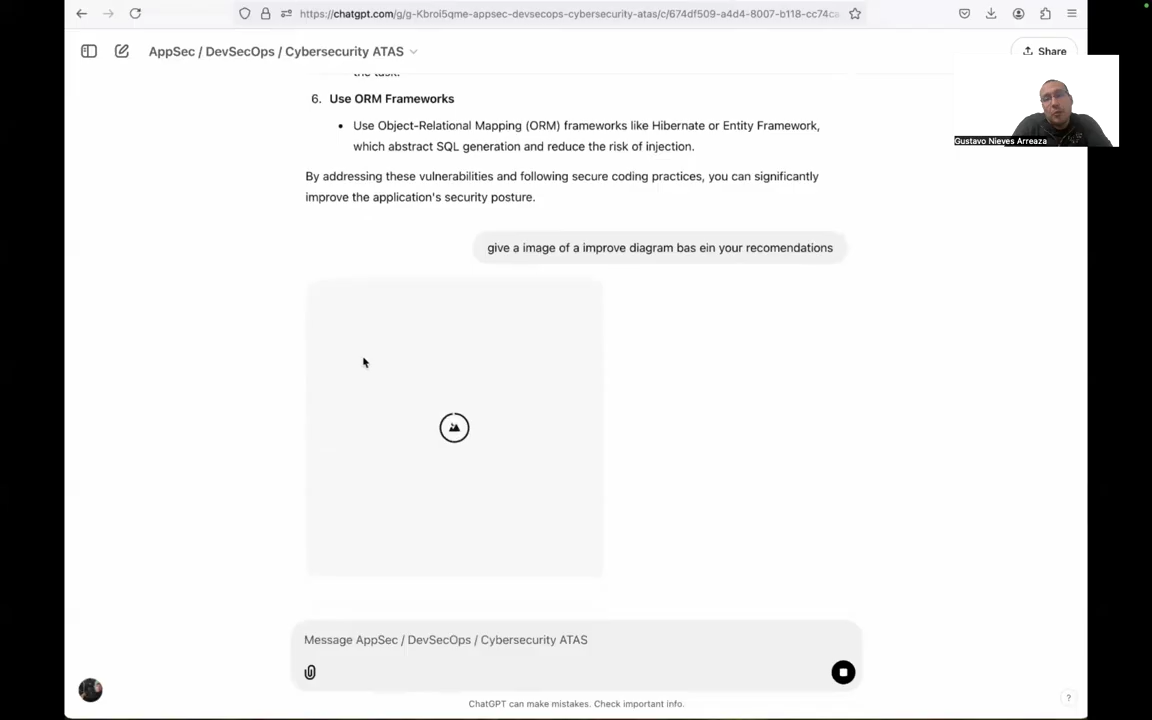 https://chatgpt.com/g/g-Kbroi5qme-appsec-devsecops-cybersecurity-atas/c/674df509-a4d4-8007-b118-cc74ca
AppSec / DevSecOps / Cybersecurity ATAS
Share
the task.
6. Use ORM Frameworks
• Use Object-Relational Mapping (ORM) frameworks like Hibernate or Entity Framework,
which abstract SQL generation and reduce the risk of injection.
Gustavo Nieves Arreaza
By addressing these vulnerabilities and following secure coding practices, you can significantly
improve the application's security posture.
give a image of a improve diagram bas ein your recomendations
Message AppSec / DevSecOps / Cybersecurity ATAS
ChatGPT can make mistakes. Check important info.
?